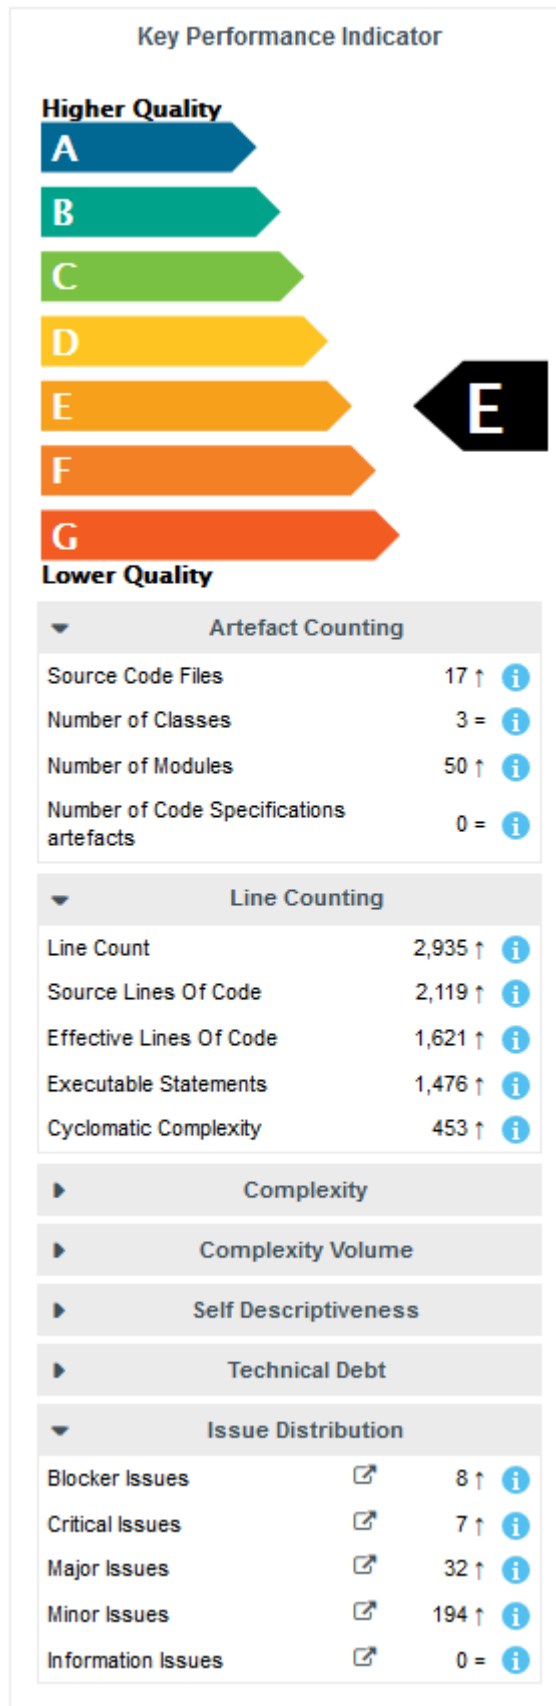 Key Performance Indicator
Higher Quality
A
B
C
D
E
E
F
G
Lower Quality
Artefact Counting
Source Code Files 17 ↑ i
Number of Classes 3 = i
Number of Modules 50 ↑ i
Number of Code Specifications
artefacts 0 = i
Line Counting
Line Count 2,935 ↑ i
Source Lines Of Code 2,119 ↑ i
Effective Lines Of Code 1,621 ↑ i
Executable Statements 1,476 ↑ i
Cyclomatic Complexity 453 ↑ i
Complexity
Complexity Volume
Self Descriptiveness
Technical Debt
Issue Distribution
Blocker Issues 8 ↑ i
Critical Issues 7 ↑ i
Major Issues 32 ↑ i
Minor Issues 194 ↑ i
Information Issues 0 = i